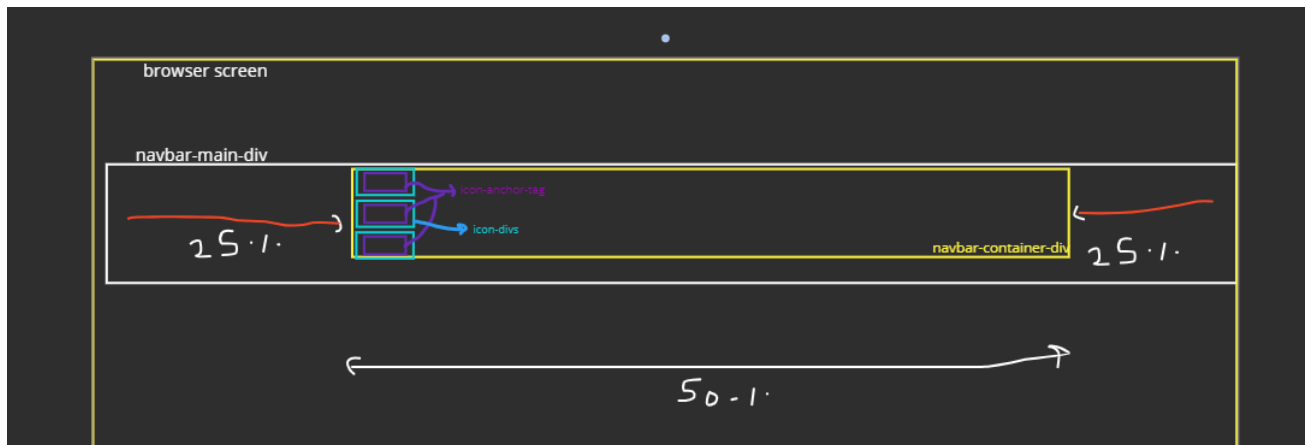 browser screen
navbar-main-div
icon-anchor-tag
icon-divs
25%
navbar-container-div
25%
50%